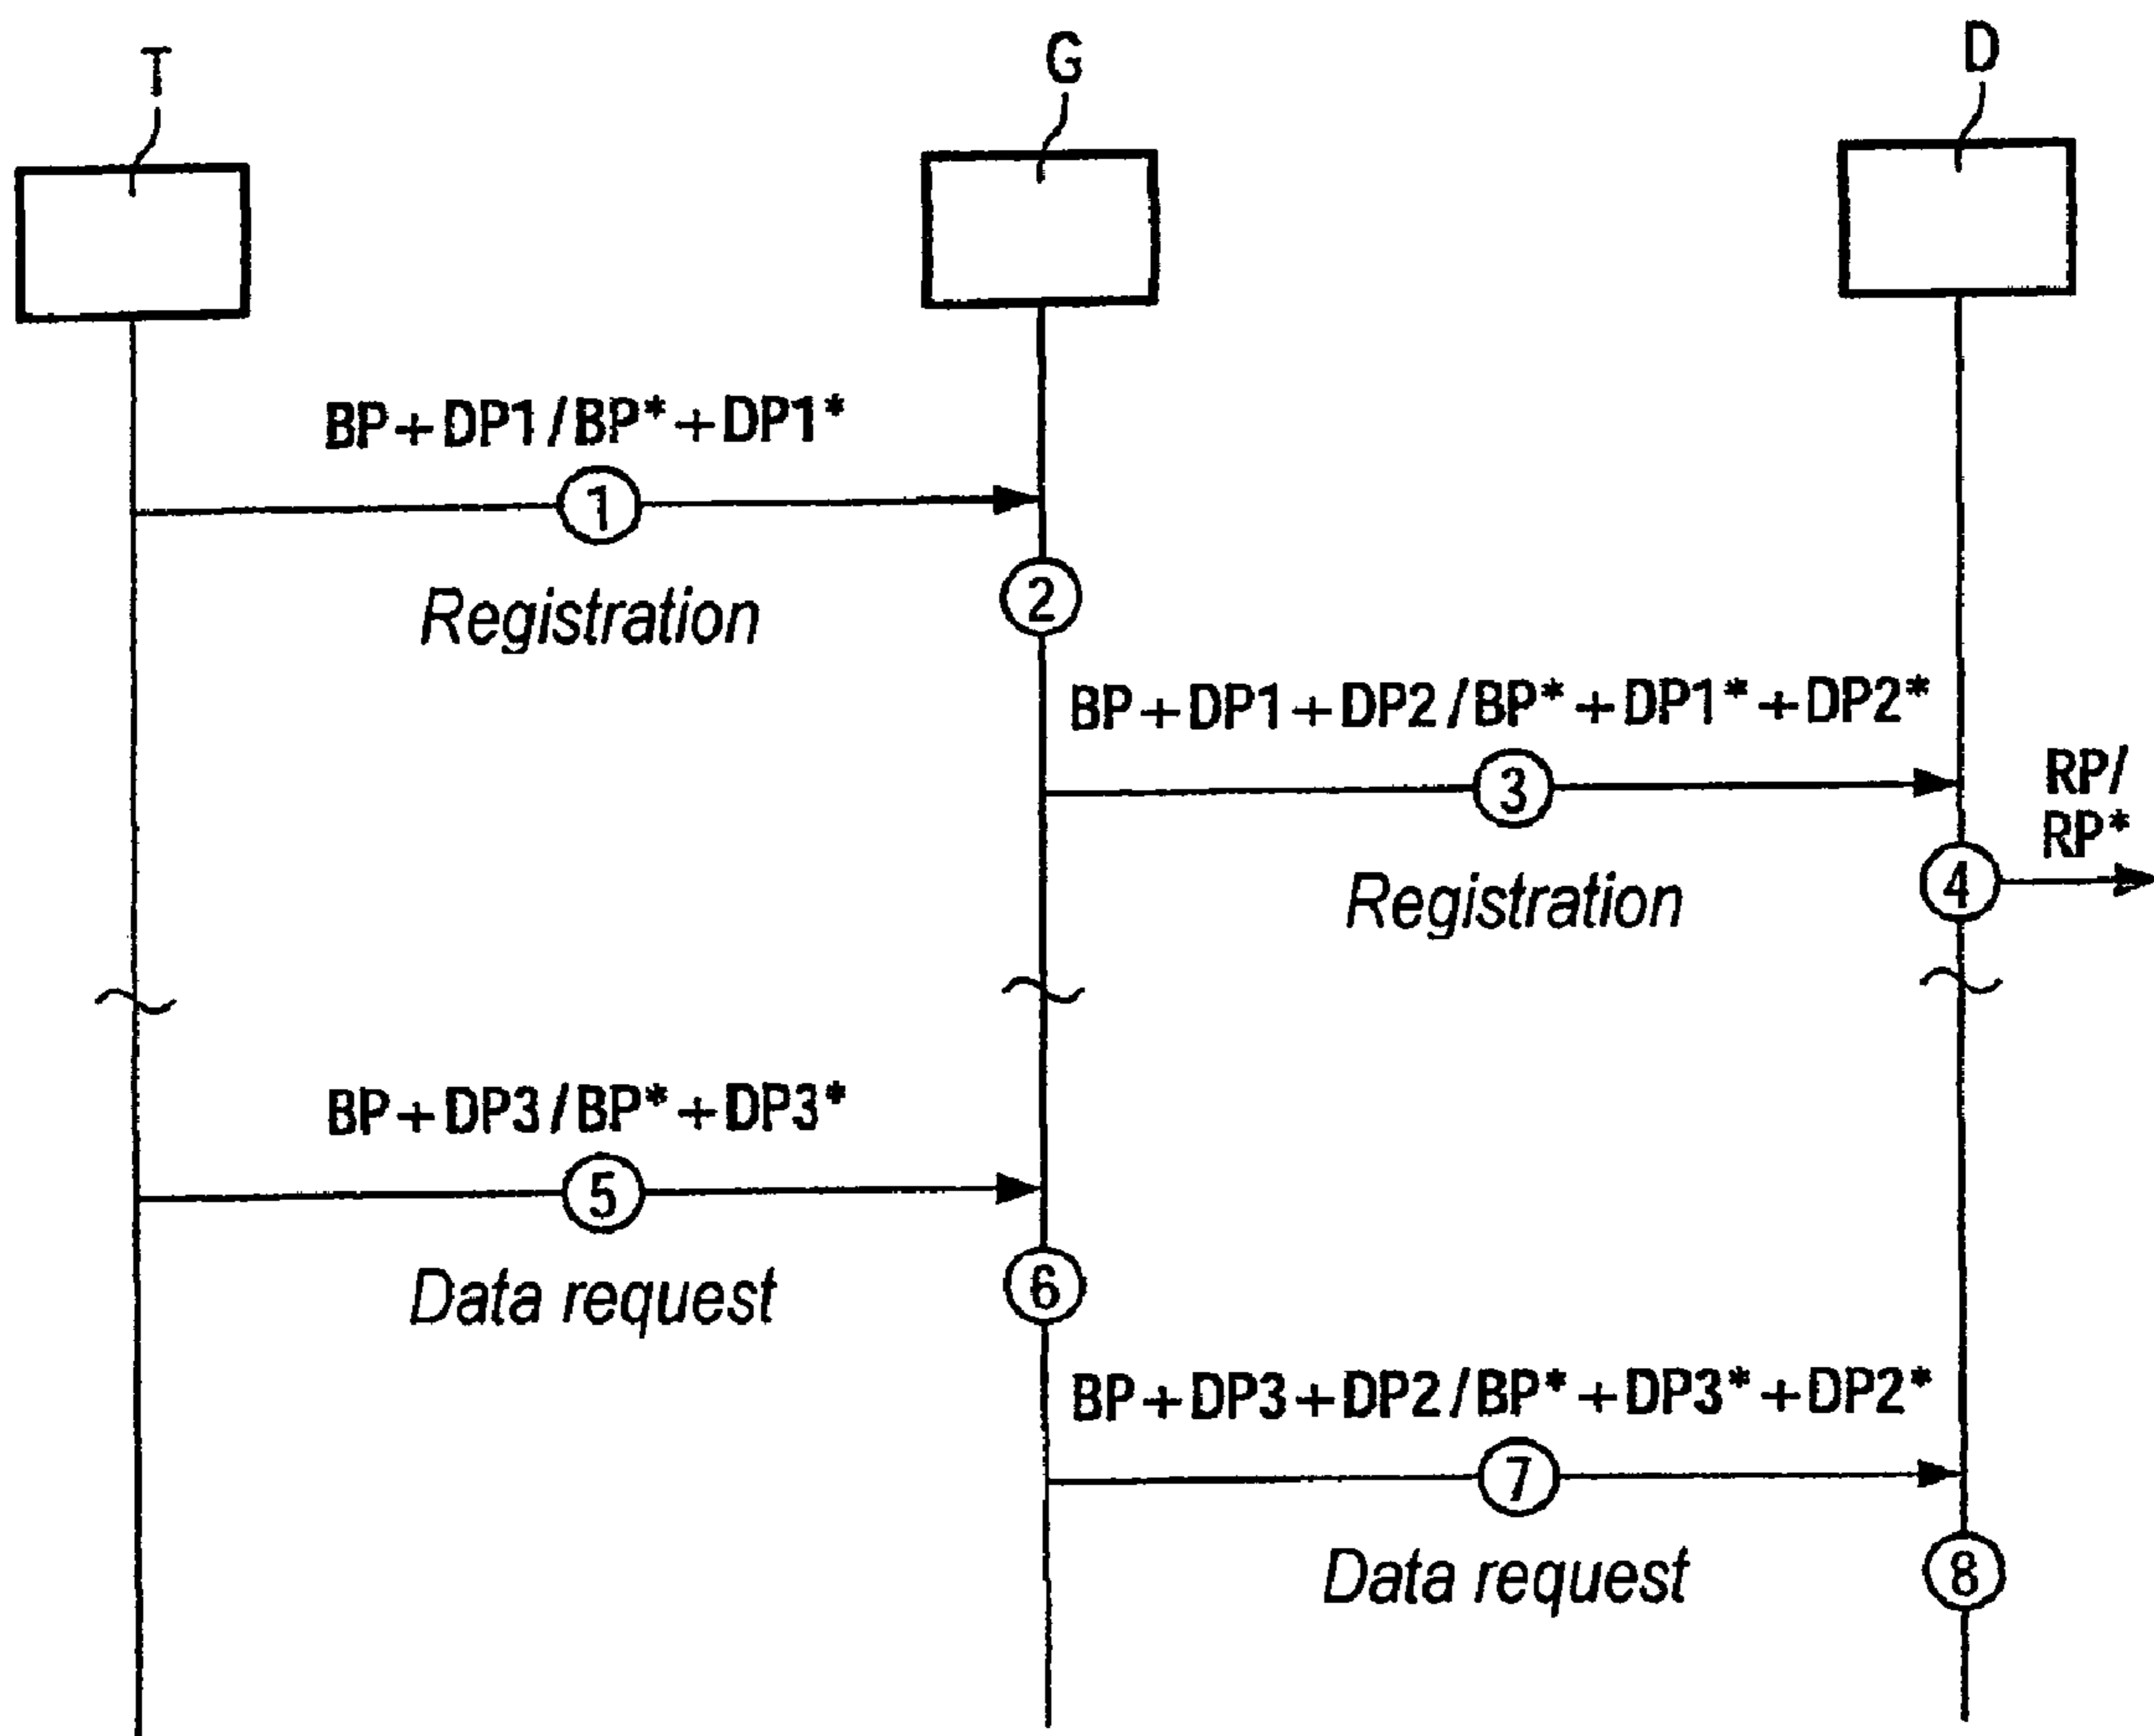 T
G
D
BP+DP1/BP*+DP1*
1
Registration
2
BP+DP1+DP2/BP*+DP1*+DP2*
3
Registration
RP/
RP*
4
BP+DP3/BP*+DP3*
5
Data request
6
BP+DP3+DP2/BP*+DP3*+DP2*
7
Data request
8